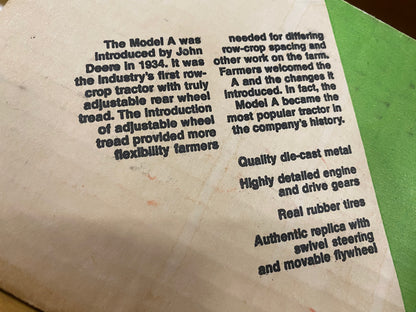 The Model A was
introduced by John
Deere in 1934. It was
the industry's first row-
crop tractor with truly
adjustable rear wheel
tread. The introduction
of adjustable wheel
tread provided more
flexibility farmers
needed for differing
row-crop spacing and
other work on the farm.
Farmers welcomed the
A and the changes it
introduced. In fact, the
Model A became the
most popular tractor in
the company's history.
Quality die-cast metal
Highly detailed engine
and drive gears
Real rubber tires
Authentic replica with
swivel steering
and movable flywheel